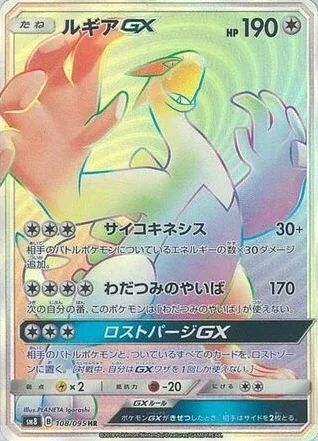 たね ルギアGX HP 190
サイコキネシス 30+
相手のバトルポケモンについているエネルギーの数×30ダメージ
追加。
わだつみのやいば 170
次の自分の番、このポケモンは「わだつみのやいば」が使えない。
ロストパージGX
相手のバトルポケモンと、ついているすべてのカードを、ロスト
ゾーンに置く。［対戦中、自分はGXワザを1回しか使えない。］
弱点 ×2 抵抗力 -20 にげる
Illus. PLANETA Igarashi
GXルール
SM8 B 108/095 HR
ポケモンGXがきぜつしたとき、相手はサイドを2枚とる。